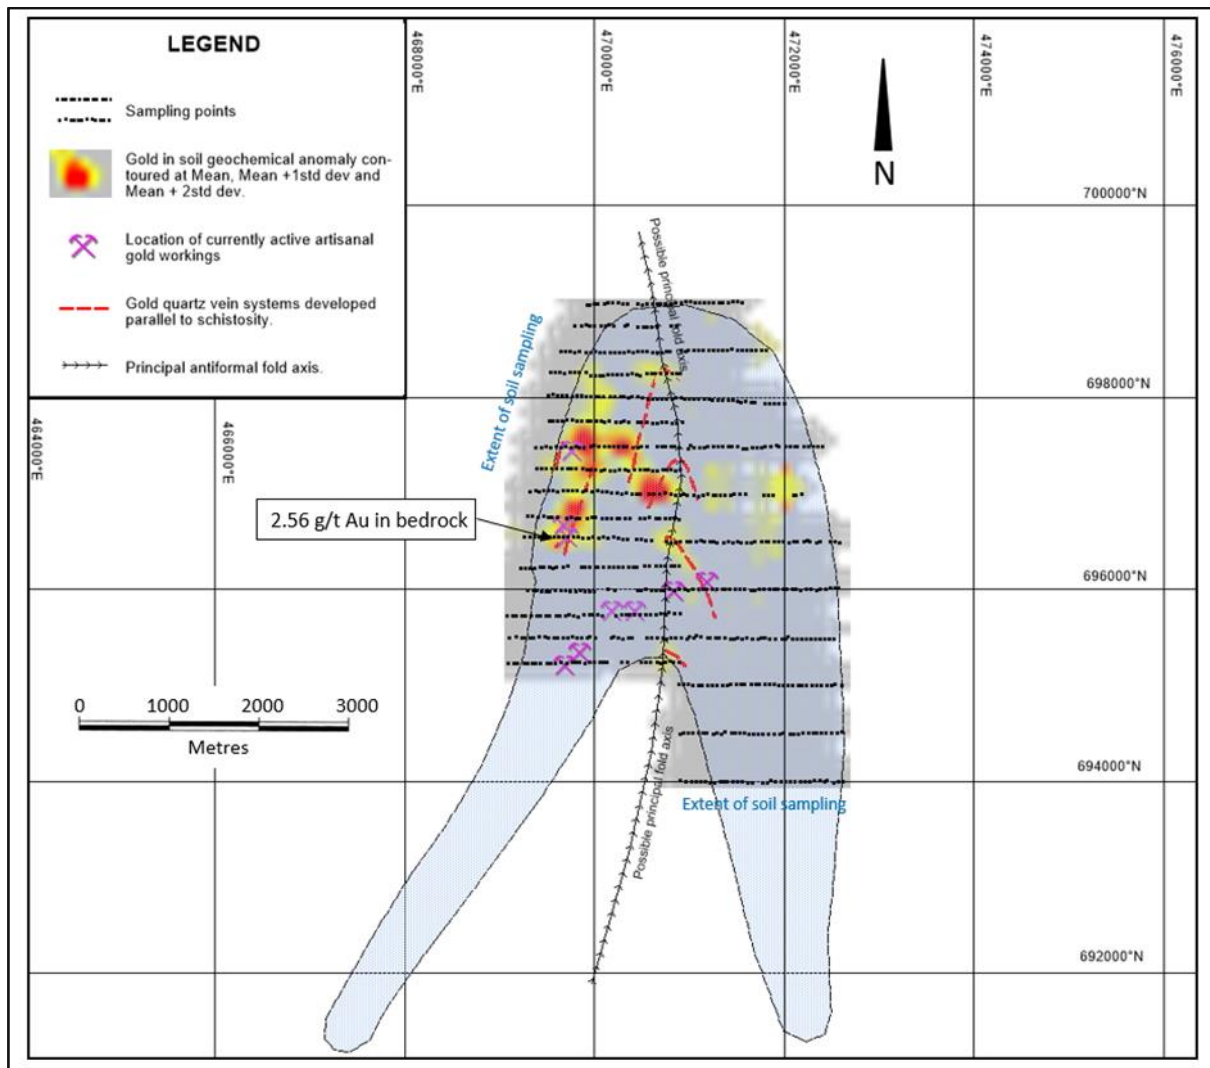 LEGEND
Sampling points
Gold in soil geochemical anomaly con-
toured at Mean, Mean +1std dev and
Mean + 2std dev.
Location of currently active artisanal
gold workings
Gold quartz vein systems developed
parallel to schistosity.
Principal antiformal fold axis.
468000°E
470000°E
472000°E
474000°E
476000°E
N
700000°N
Possible principal fold axis
Extent of soil sampling
698000°N
464000°E
466000°E
2.56 g/t Au in bedrock
696000°N
0 1000 2000 3000
Metres
694000°N
Extent of soil sampling
Possible principal fold axis
692000°N